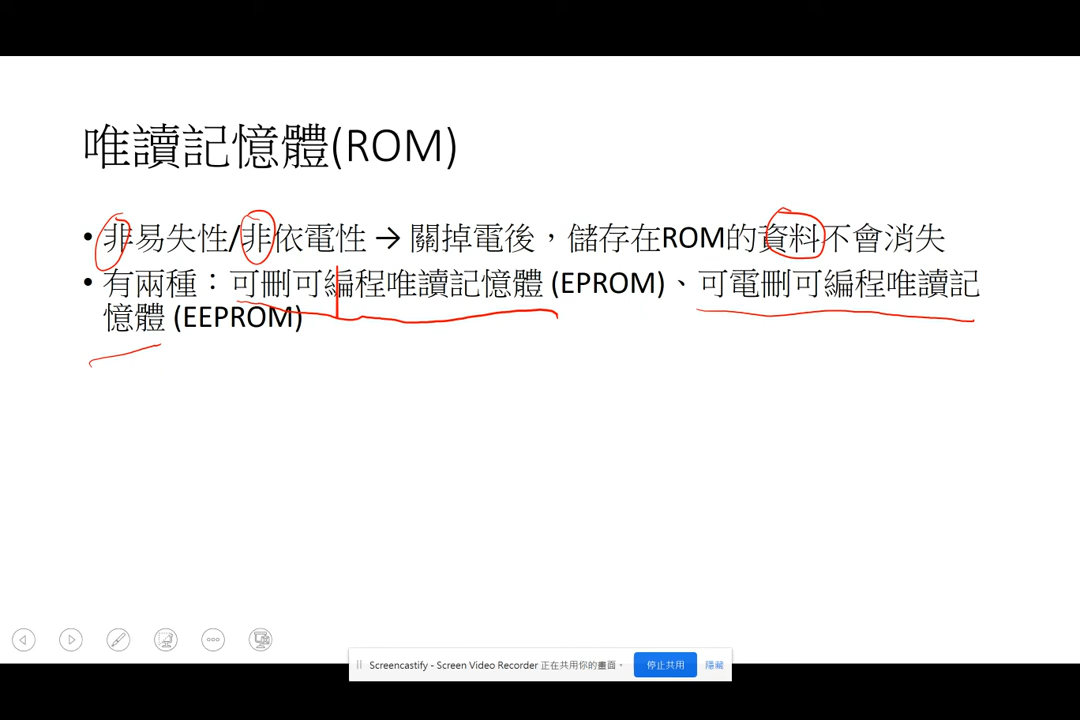 唯讀記憶體(ROM)
• 非易失性/非依電性 → 關掉電後，儲存在ROM的資料不會消失
• 有兩種：可刪可編程唯讀記憶體 (EPROM)、可電刪可編程唯讀記
憶體 (EEPROM)
Screencastify - Screen Video Recorder 正在共用你的畫面。 停止共用 隱藏